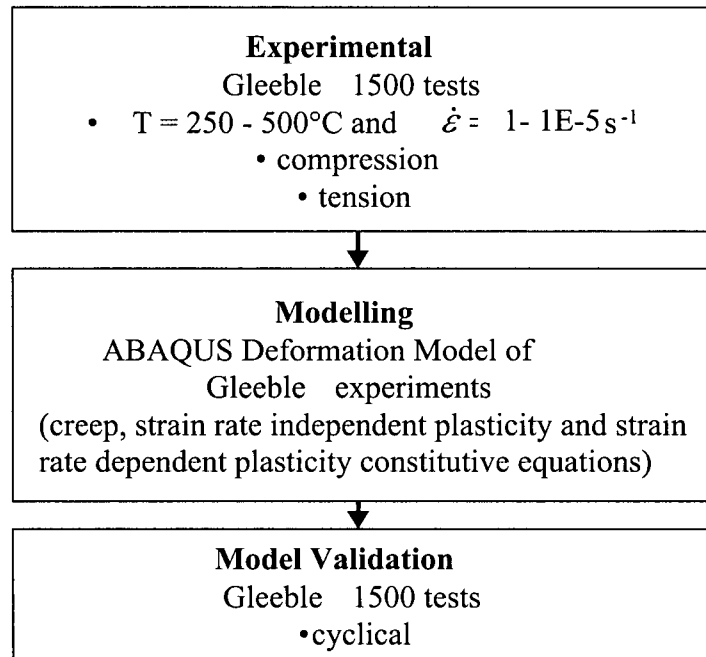 Experimental
Gleeble 1500 tests
• T = 250 - 500°C and ε̇ = 1- 1E-5 s⁻¹
• compression
• tension
Modelling
ABAQUS Deformation Model of
Gleeble experiments
(creep, strain rate independent plasticity and strain
rate dependent plasticity constitutive equations)
Model Validation
Gleeble 1500 tests
•cyclical